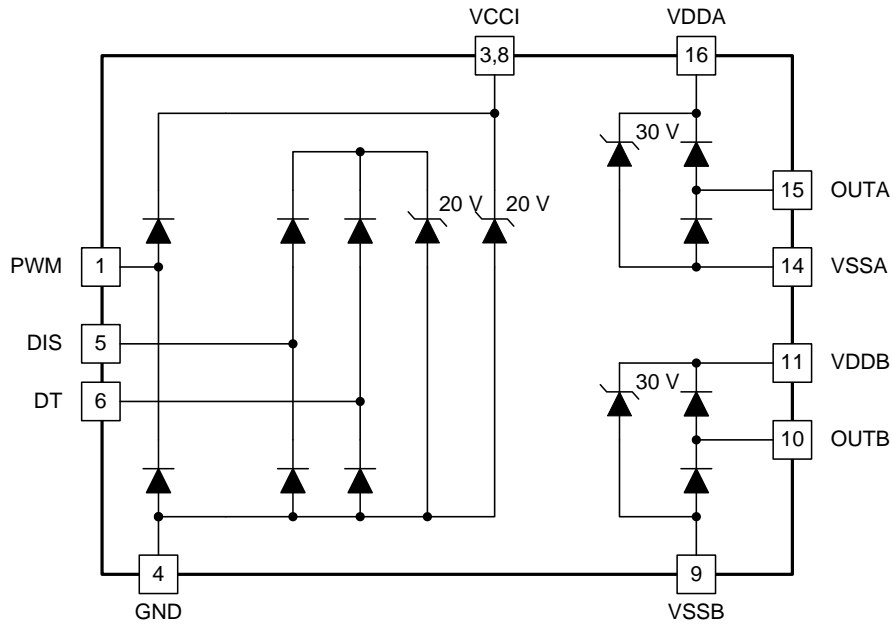 VCCI
VDDA
3,8
16
30 V
15
OUTA
20 V
20 V
PWM
1
14
VSSA
DIS
5
11
VDDB
30 V
DT
6
10
OUTB
4
9
GND
VSSB